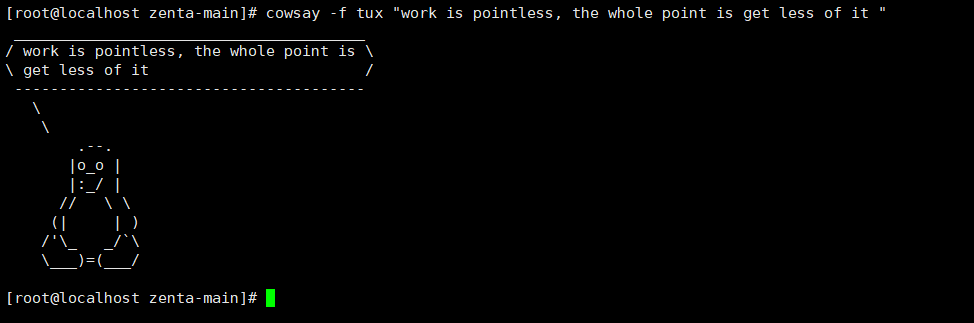 [root@localhost zenta-main]# cowsay -f tux "work is pointless, the whole point is get less of it "
 _______________________________________
/ work is pointless, the whole point is \
\ get less of it                        /
 ---------------------------------------
   \
    \
        .--.
       |o_o |
       |:_/ |
      //   \ \
     (|     | )
    /'\_   _/`\
    \___)=(___/

[root@localhost zenta-main]#